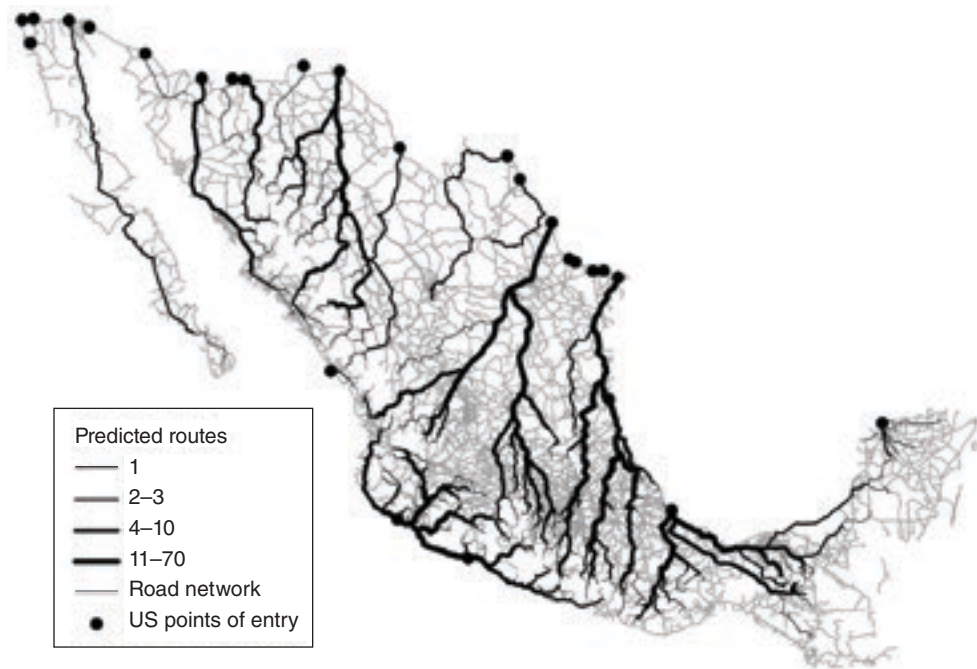 Predicted routes
1
2–3
4–10
11–70
Road network
US points of entry